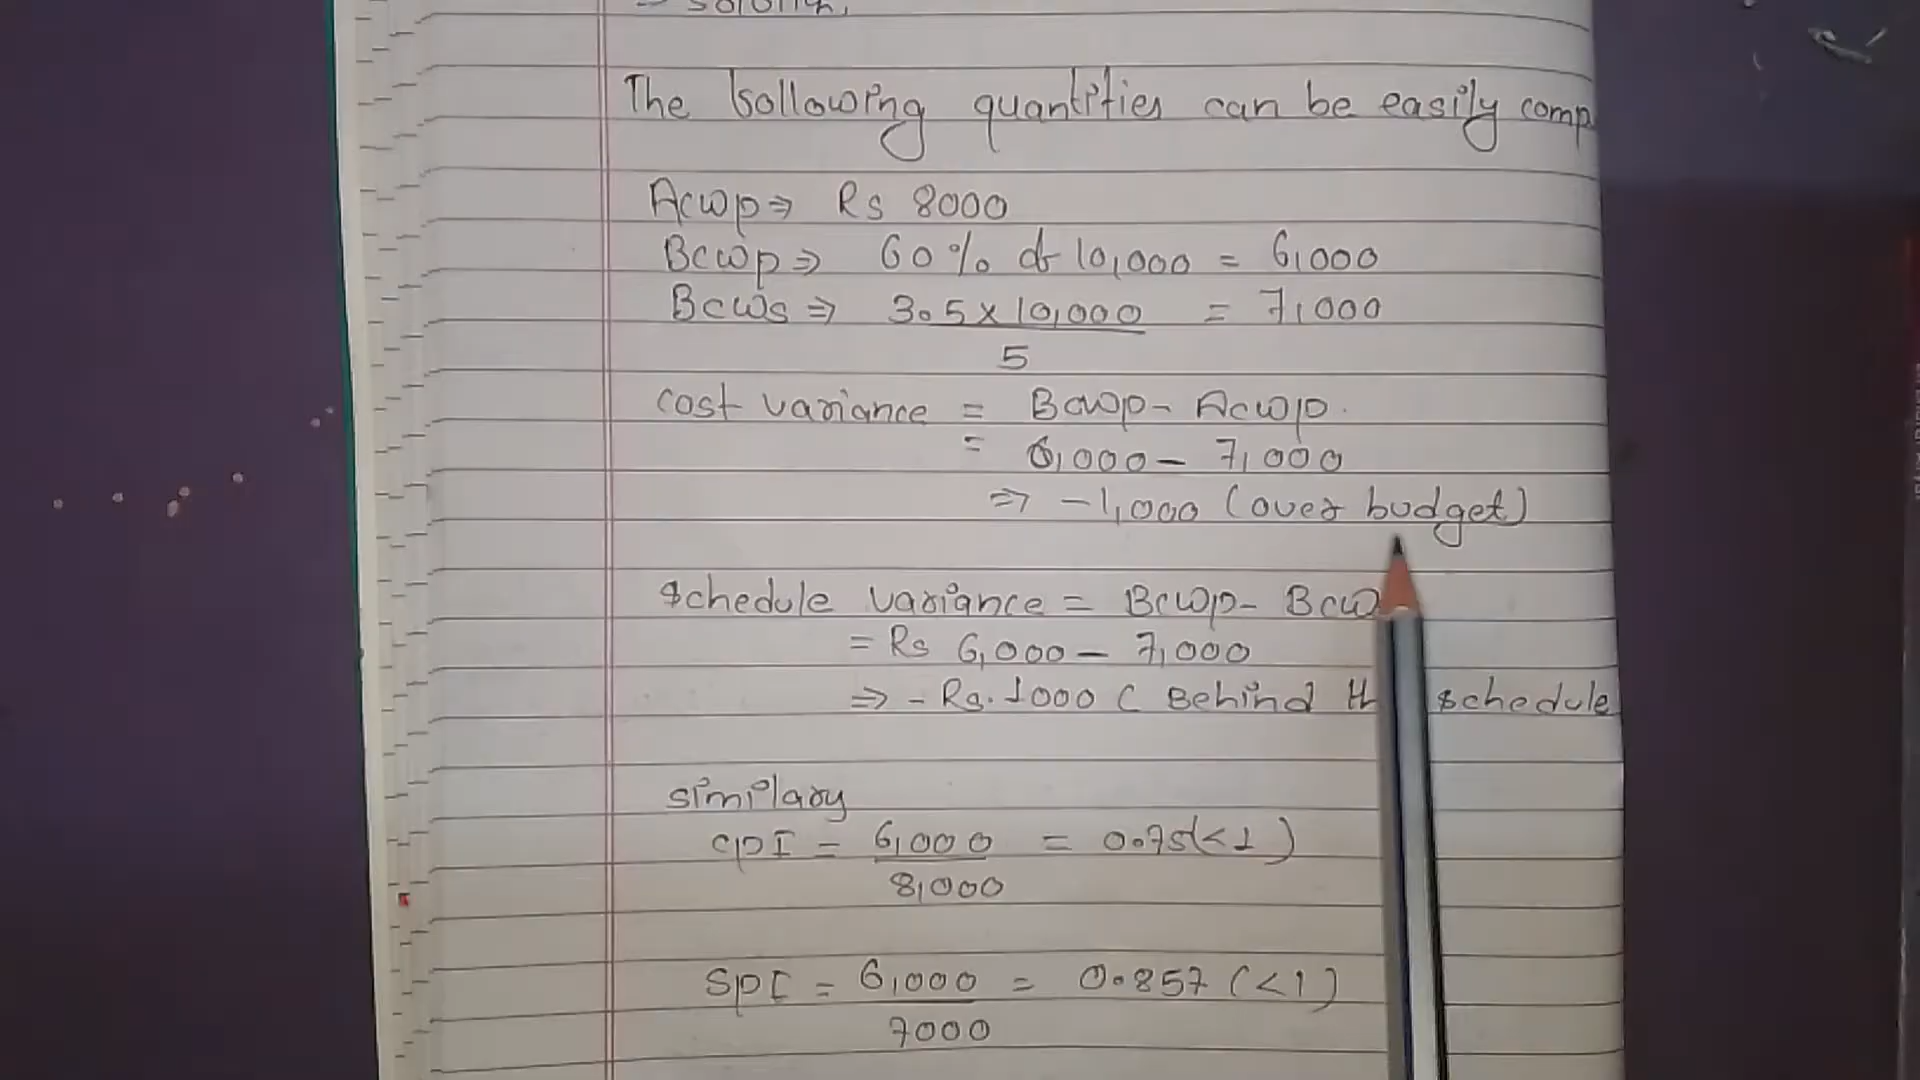 solution.
The following quantities can be easily comp
Acwp ⇒ Rs 8000
Bcwp ⇒ 60% of 10,000 = 6,000
Bcws ⇒ 3.5 × 10,000 = 7,000
5
cost variance = Bcwp - Acwp.
= 6,000 - 7,000
⇒ -1,000 (over budget)
schedule variance = Bcwp - Bcw
= Rs 6,000 - 7,000
⇒ - Rs. 1000 ( Behind th schedule
similary
CPI = 6,000 = 0.75 (<1)
8,000
SPI = 6,000 = 0.857 (<1)
7000